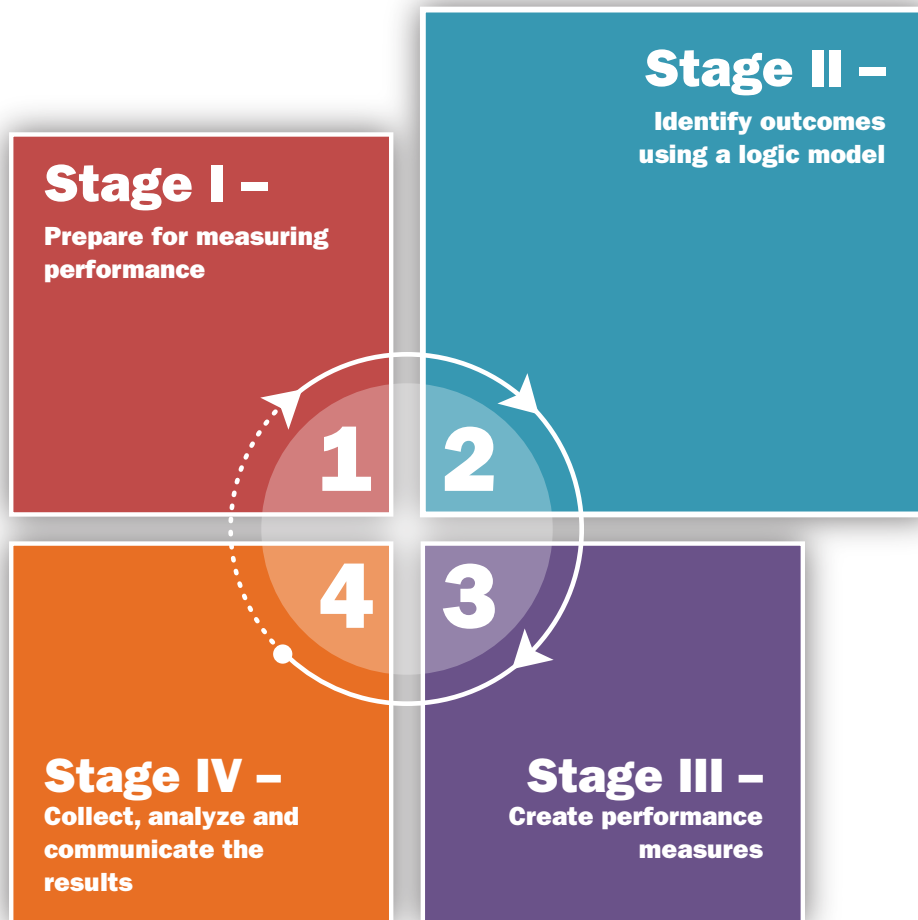 Stage I –
Prepare for measuring
performance
Stage II –
Identify outcomes
using a logic model
1
2
4
3
Stage IV –
Collect, analyze and
communicate the
results
Stage III –
Create performance
measures